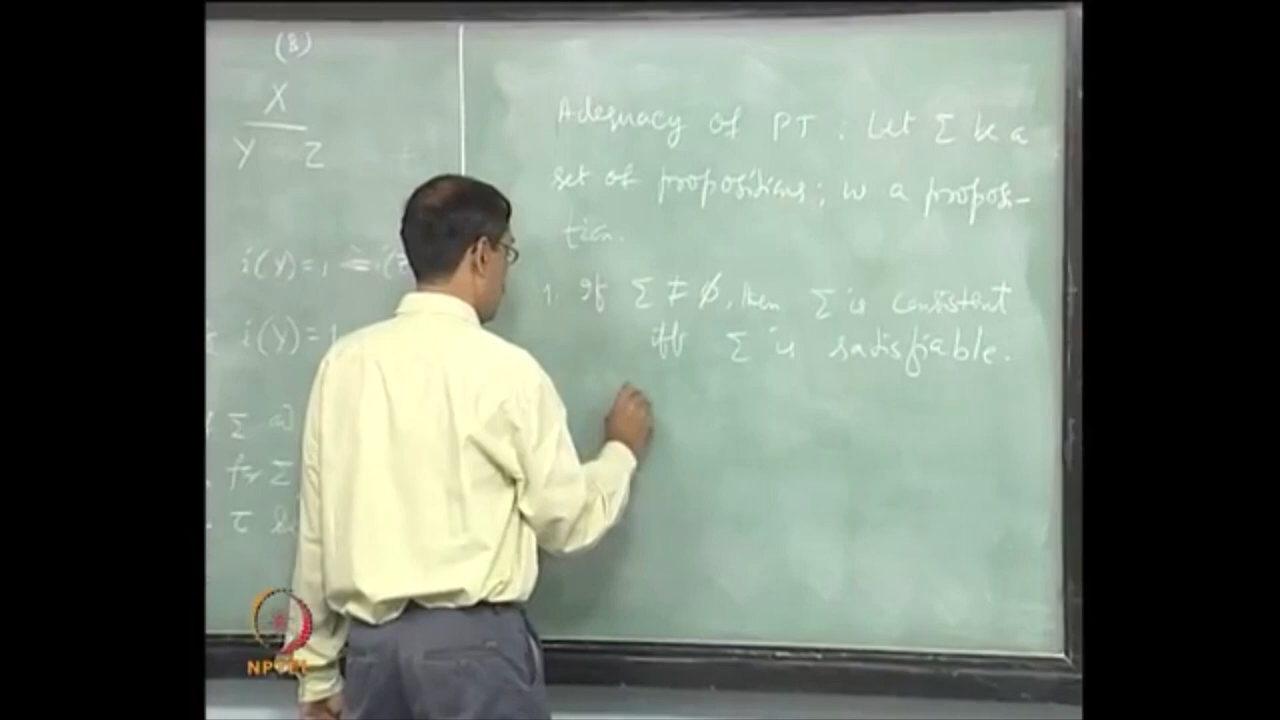 (B)
X
Y Z
i(Y)=1
i(Y)=1
Σ
for Σ
τ
Adequacy of PT : Let Σ be a
set of propositions; w a proposi-
tion.
1. If Σ ≠ ∅, then Σ is consistent
iff Σ is satisfiable.
NPTEL